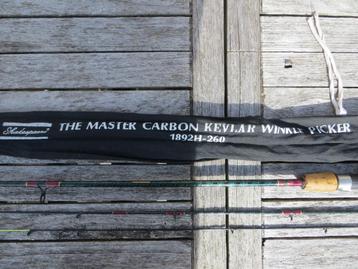 Shakespeare
THE MASTER CARBON KEVLAR WINKLE PICKER
1892H-260